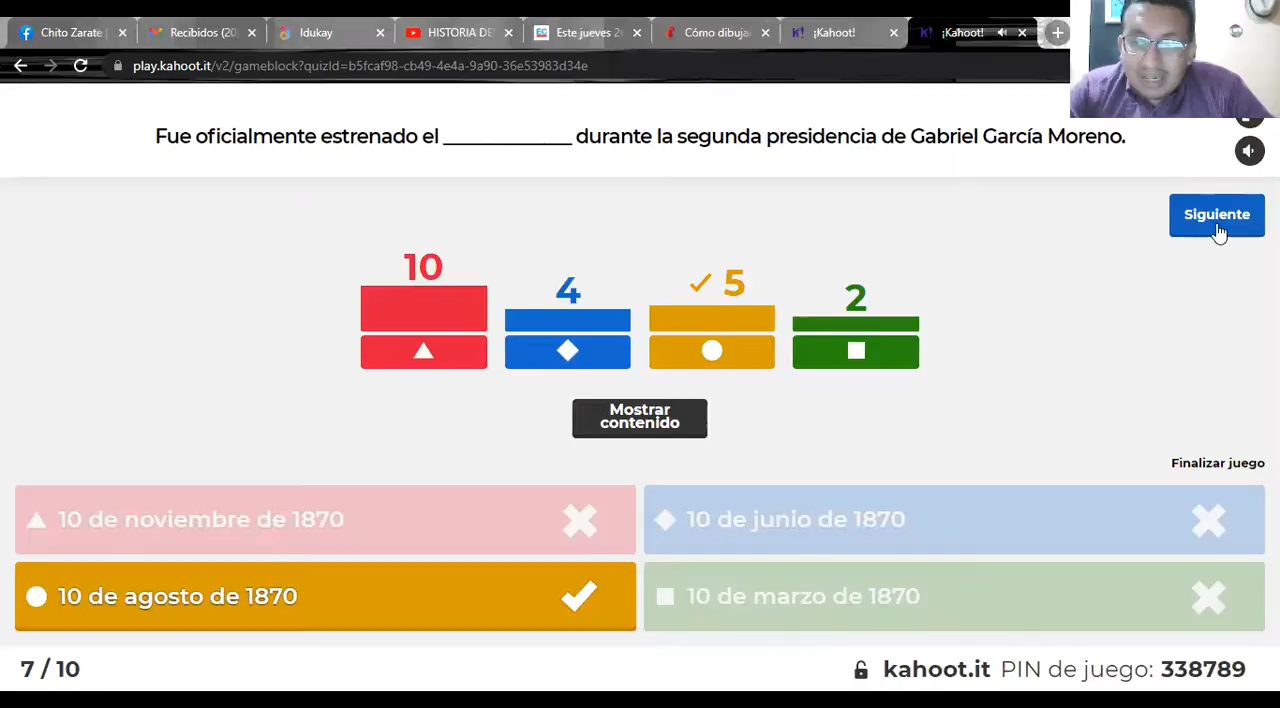 Chito Zarate
Recibidos (20
Idukay
HISTORIA DE
Este jueves 2
Cómo dibuja
¡Kahoot!
¡Kahoot!
play.kahoot.it/v2/gameblock?quizId=b5fcaf98-cb49-4e4a-9a90-36e53983d34e
Fue oficialmente estrenado el ____________ durante la segunda presidencia de Gabriel García Moreno.
Siguiente
10
4
5
2
Mostrar
contenido
Finalizar juego
10 de noviembre de 1870
10 de junio de 1870
10 de agosto de 1870
10 de marzo de 1870
7 / 10
kahoot.it PIN de juego: 338789